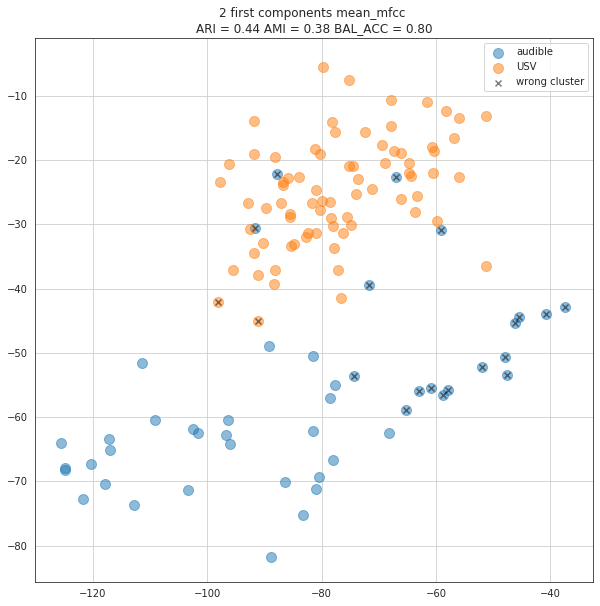 2 first components mean_mfcc
ARI = 0.44 AMI = 0.38 BAL_ACC = 0.80
audible
USV
wrong cluster
−10
−20
−30
−40
−50
−60
−70
−80
−120
−100
−80
−60
−40